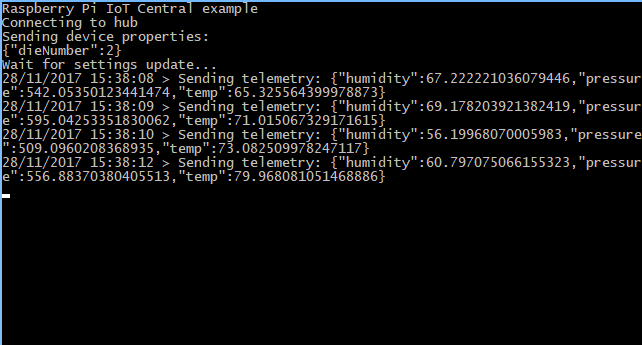 Raspberry Pi IoT Central example
Connecting to hub
Sending device properties:
{"dieNumber":2}
Wait for settings update...
28/11/2017 15:38:08 > Sending telemetry: {"humidity":67.222221036079446,"pressur
e":542.05350123441474,"temp":65.325564399978873}
28/11/2017 15:38:09 > Sending telemetry: {"humidity":69.178203921382419,"pressur
e":595.04253351830062,"temp":71.015067329171615}
28/11/2017 15:38:10 > Sending telemetry: {"humidity":56.19968070005983,"pressure
":509.0960208368935,"temp":73.082509978247117}
28/11/2017 15:38:12 > Sending telemetry: {"humidity":60.797075066155323,"pressur
e":556.88370380405513,"temp":79.968081051468886}